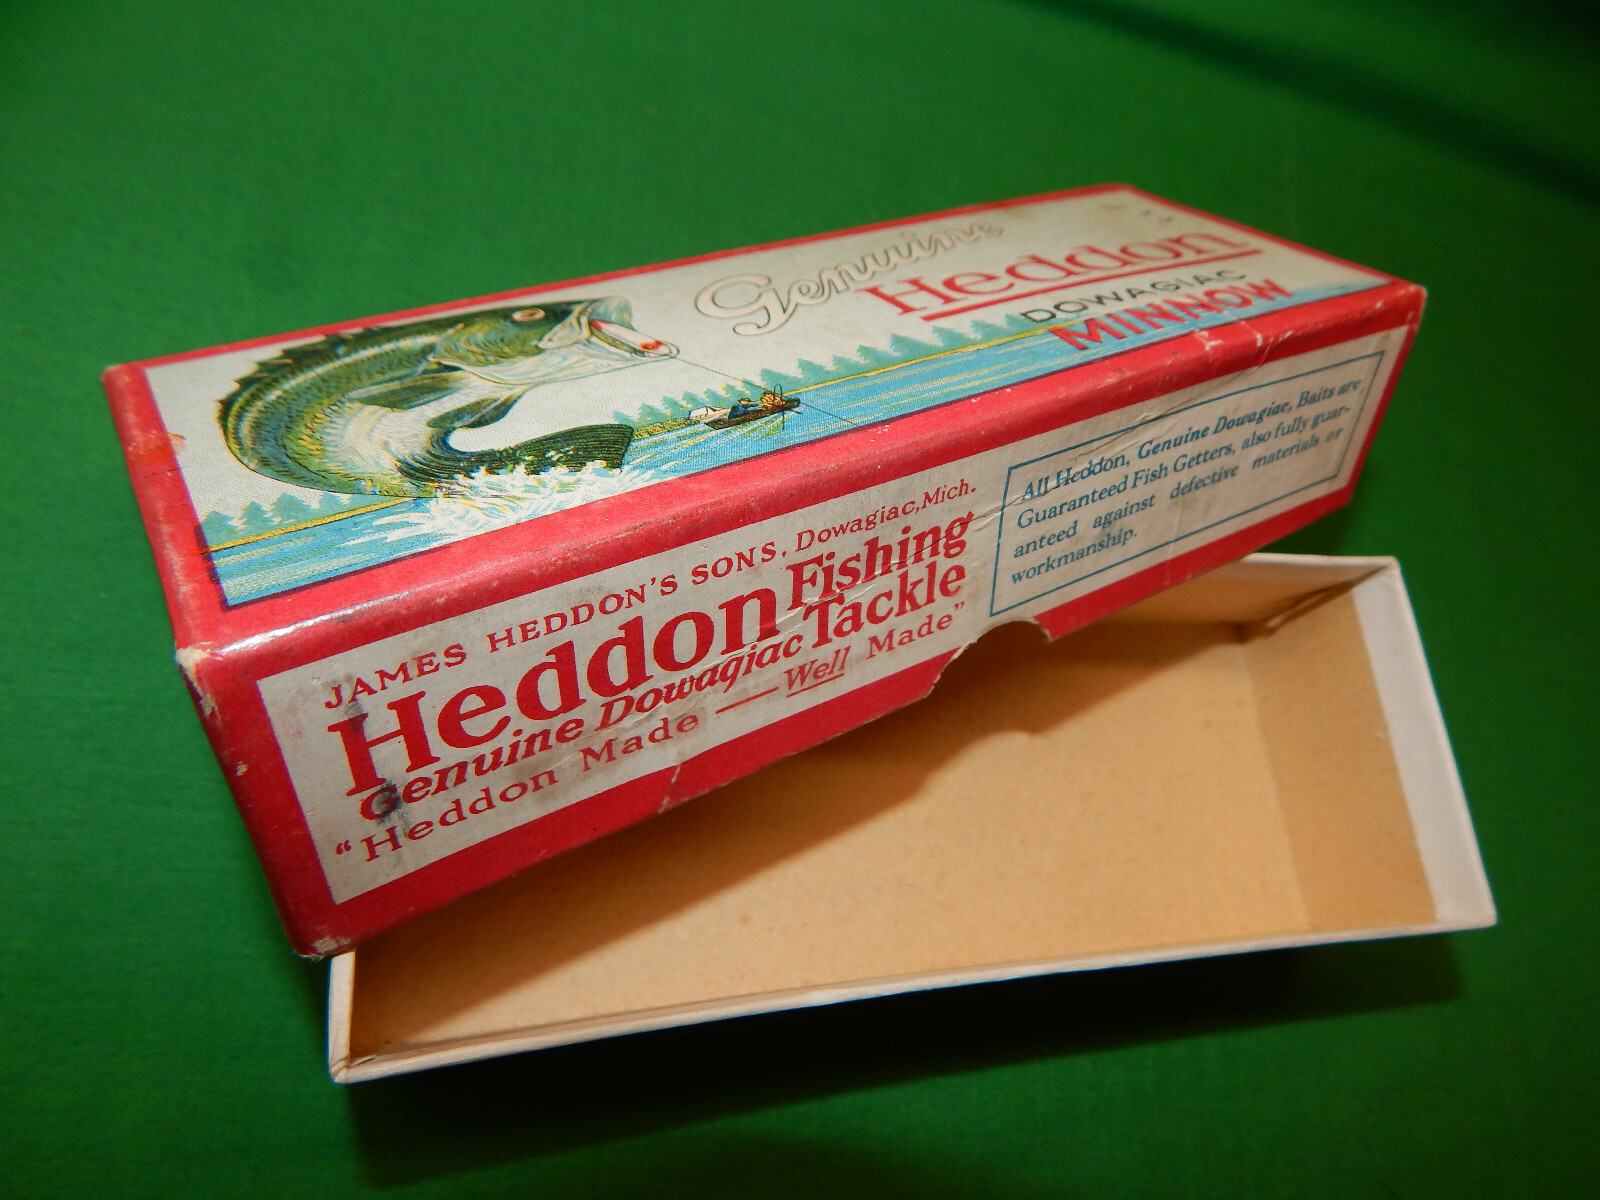 Genuine
Heddon
DOWAGIAC
MINNOW
JAMES HEDDON'S SONS, Dowagiac, Mich.
Heddon Fishing
Genuine Dowagiac Tackle
"Heddon Made — Well Made"
All Heddon, Genuine Dowagiac, Baits are
Guaranteed Fish Getters, also fully guar-
anteed against defective materials or
workmanship.